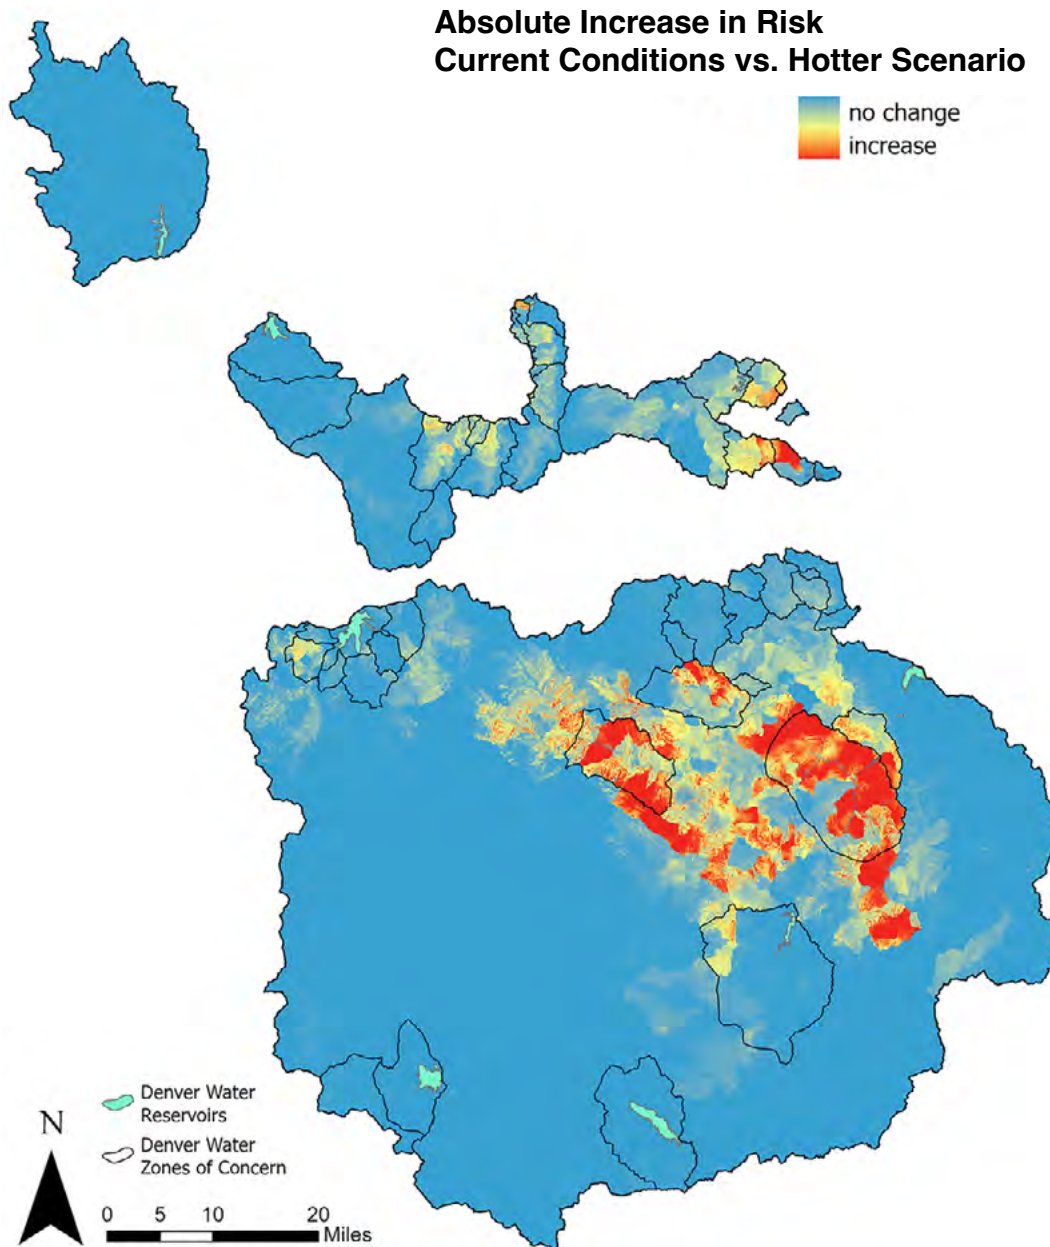 Absolute Increase in Risk
Current Conditions vs. Hotter Scenario
no change
increase
Denver Water
Reservoirs
Denver Water
Zones of Concern
N
0 5 10 20
Miles